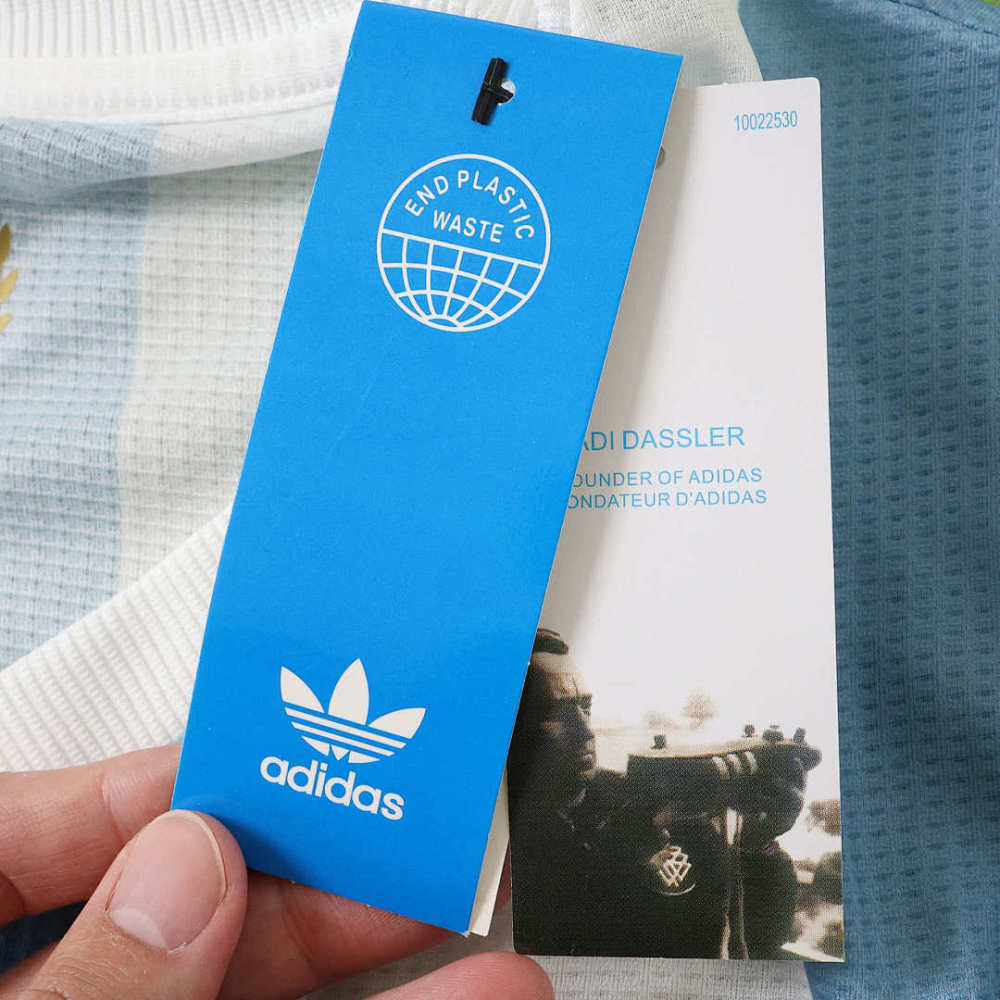 END PLASTIC
WASTE
adidas
10022530
ADI DASSLER
OUNDER OF ADIDAS
ONDATEUR D'ADIDAS